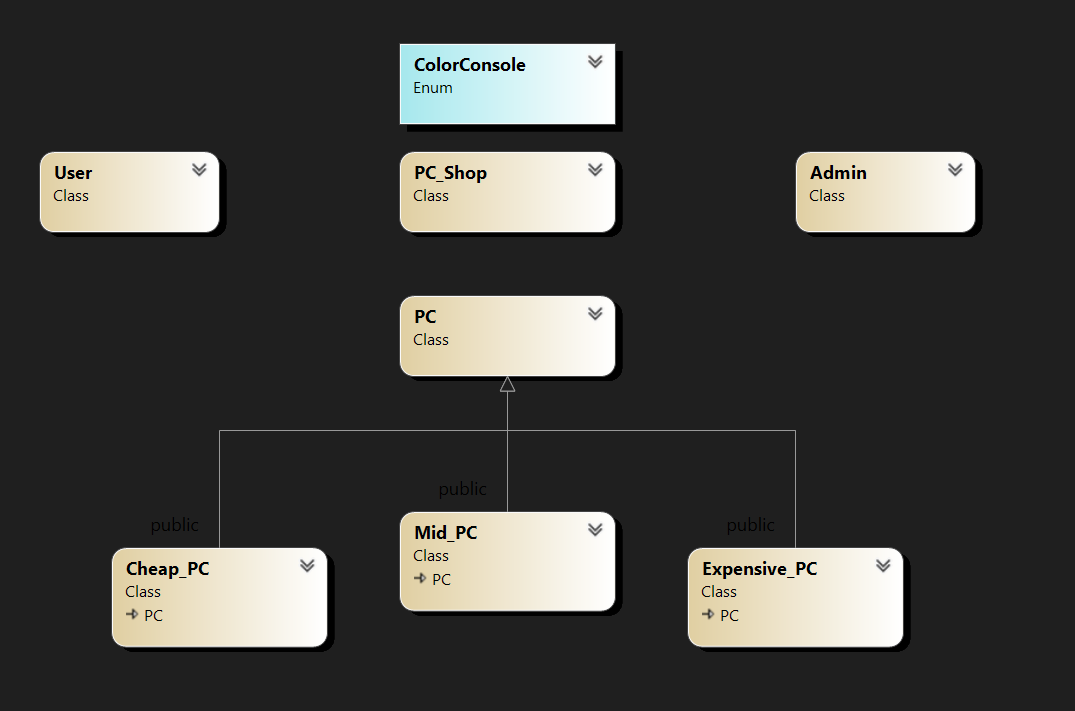 ColorConsole
Enum
User
Class
PC_Shop
Class
Admin
Class
PC
Class
public
Mid_PC
Class
PC
public
Cheap_PC
Class
PC
public
Expensive_PC
Class
PC